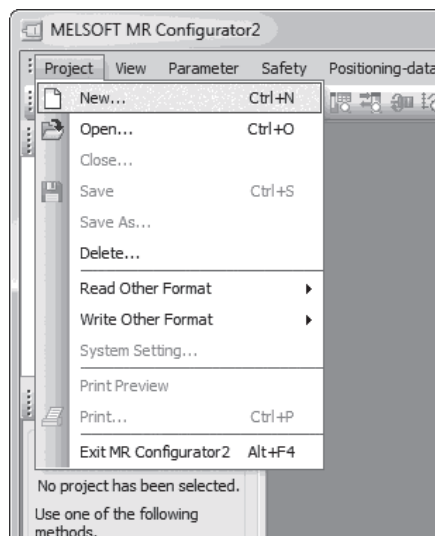 MELSOFT MR Configurator2
Project View Parameter Safety Positioning-data
New... Ctrl+N
Open... Ctrl+O
Close...
Save Ctrl+S
Save As...
Delete...
Read Other Format
Write Other Format
System Setting...
Print Preview
Print... Ctrl+P
Exit MR Configurator2 Alt+F4
No project has been selected.
Use one of the following
methods.